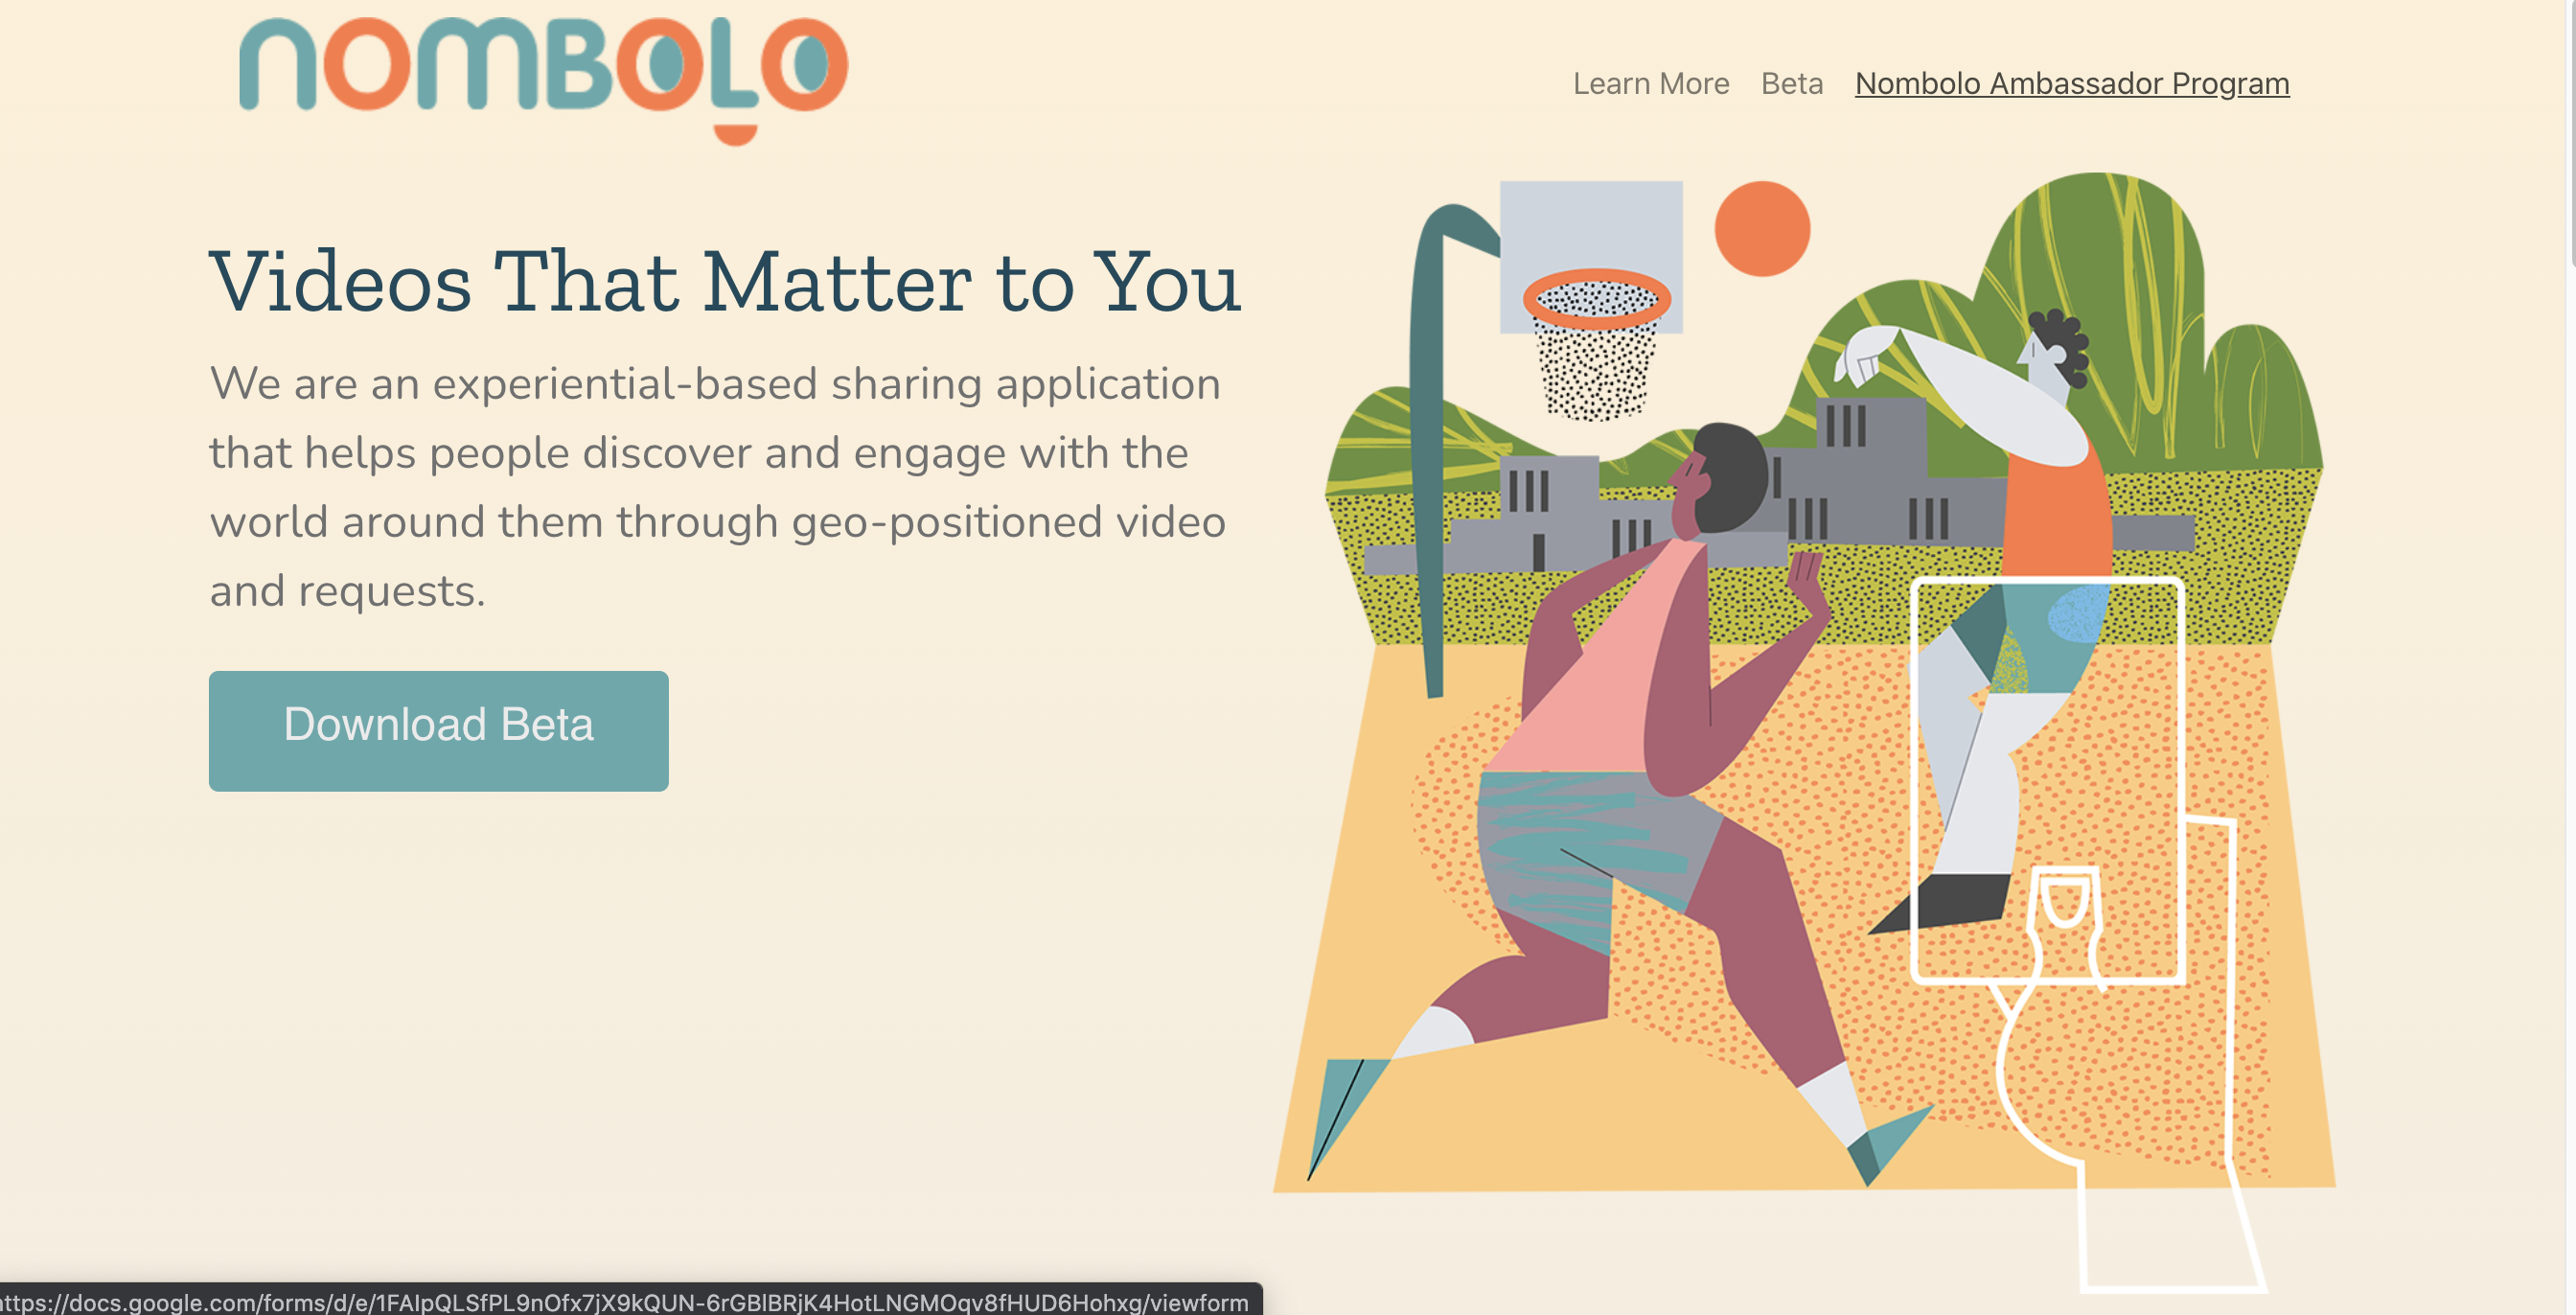 NOMBOLO
Learn More Beta Nombolo Ambassador Program
Videos That Matter to You
We are an experiential-based sharing application
that helps people discover and engage with the
world around them through geo-positioned video
and requests.
Download Beta
ttps://docs.google.com/forms/d/e/1FAIpQLSfPL9nOfx7jX9kQUN-6rGBlBRjK4HotLNGMOqv8fHUD6Hohxg/viewform